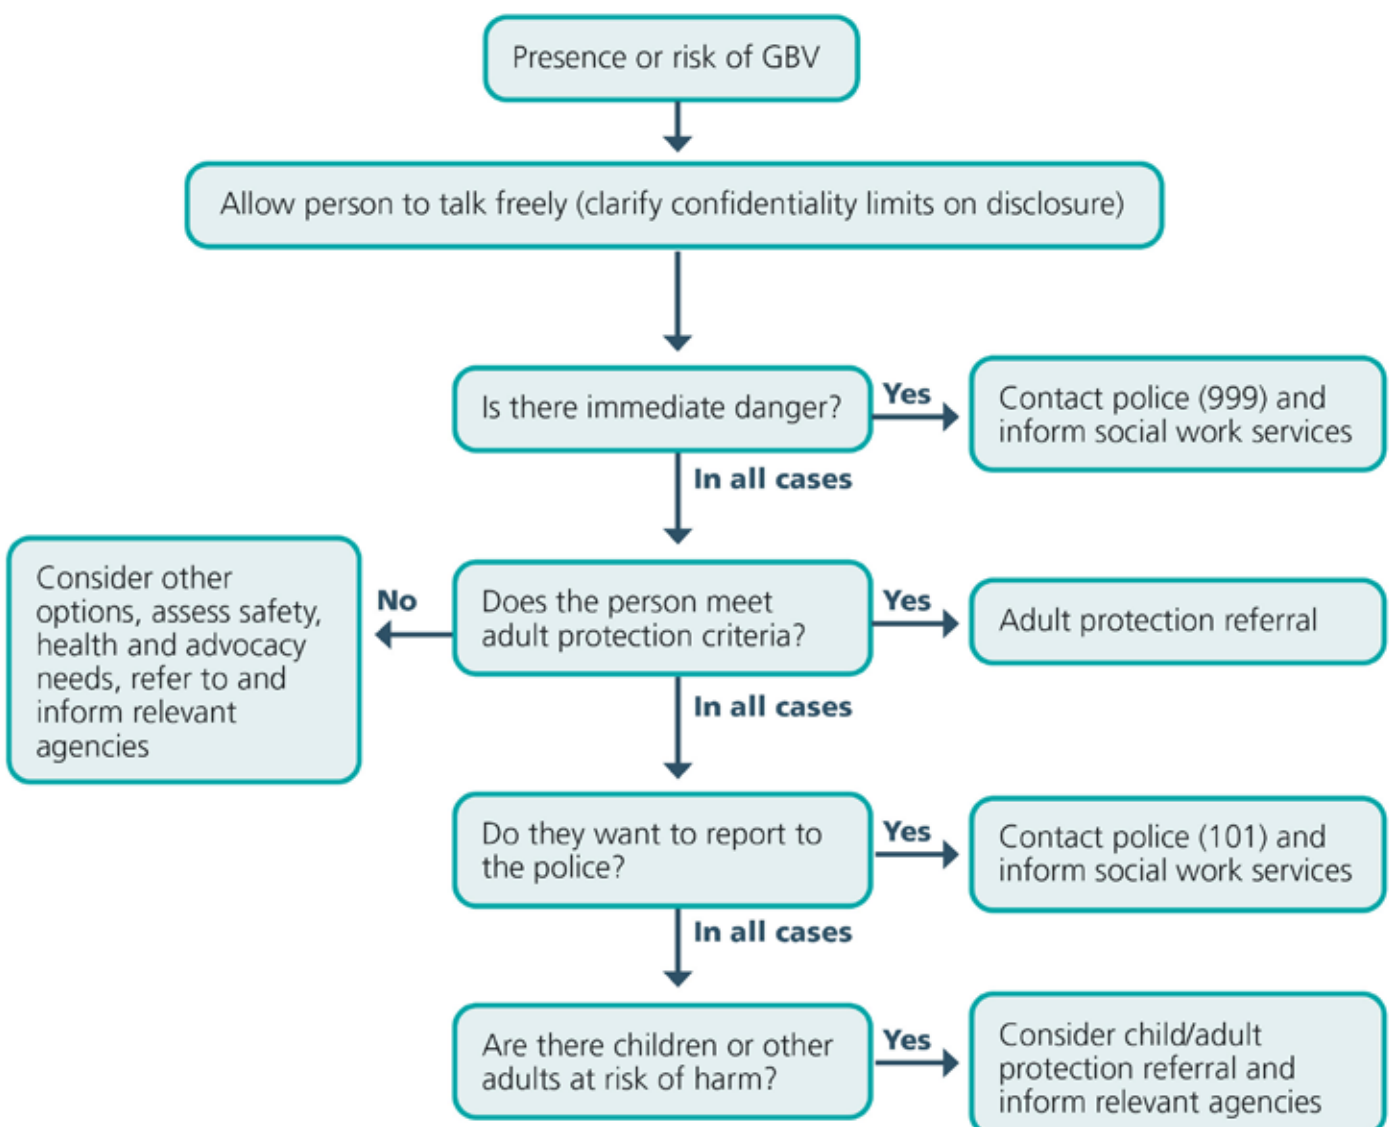 Presence or risk of GBV
Allow person to talk freely (clarify confidentiality limits on disclosure)
Is there immediate danger?
Yes
Contact police (999) and
inform social work services
In all cases
Does the person meet
adult protection criteria?
No
Consider other
options, assess safety,
health and advocacy
needs, refer to and
inform relevant
agencies
Yes
Adult protection referral
In all cases
Do they want to report to
the police?
Yes
Contact police (101) and
inform social work services
In all cases
Are there children or other
adults at risk of harm?
Yes
Consider child/adult
protection referral and
inform relevant agencies